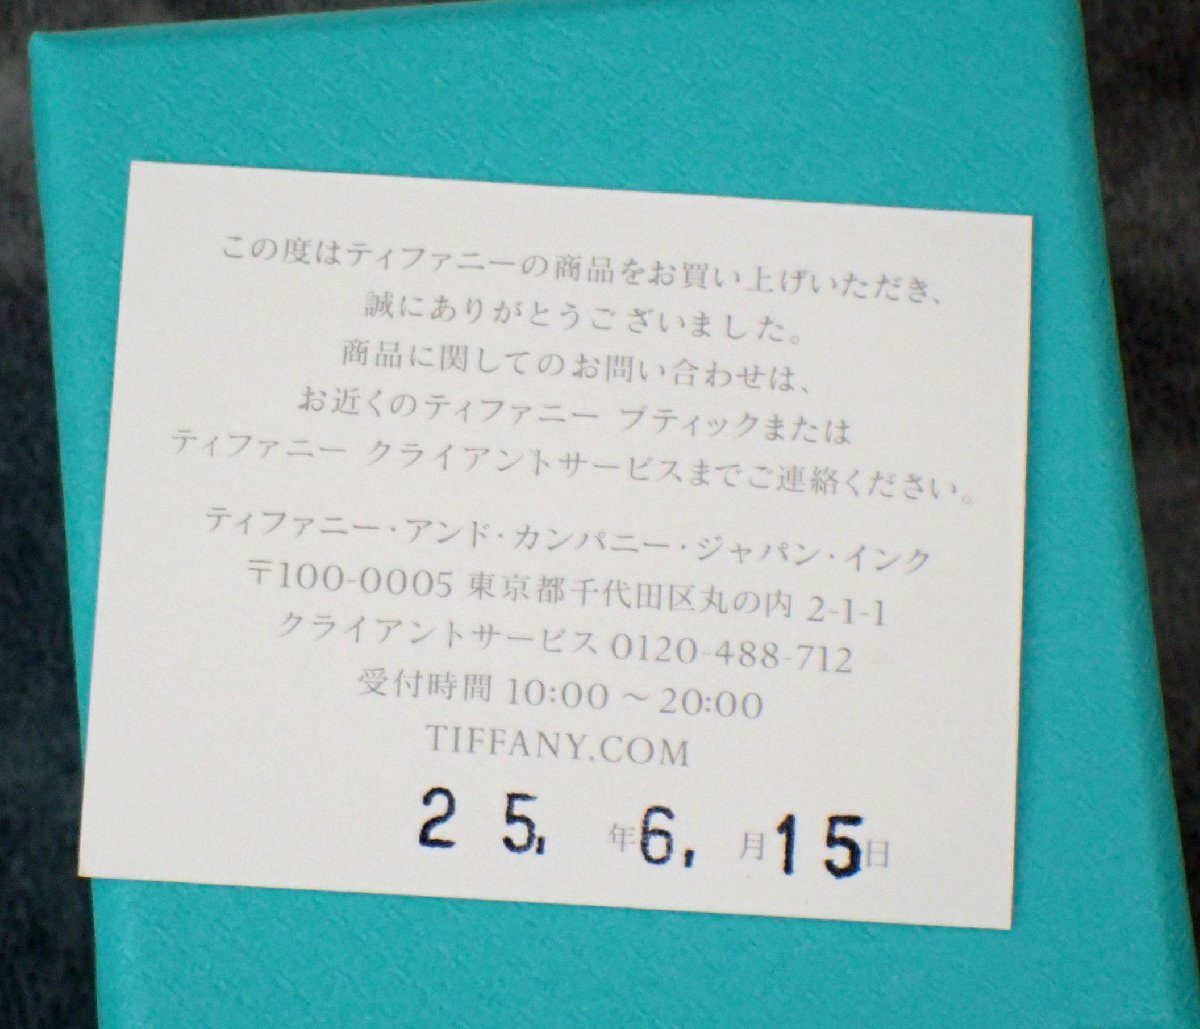 この度はティファニーの商品をお買い上げいただき、
誠にありがとうございました。
商品に関してのお問い合わせは、
お近くのティファニー ブティックまたは
ティファニー クライアントサービスまでご連絡ください。
ティファニー・アンド・カンパニー・ジャパン・インク
〒100-0005 東京都千代田区丸の内 2-1-1
クライアントサービス 0120-488-712
受付時間 10:00 ～ 20:00
TIFFANY.COM
25. 年 6. 月 15 日